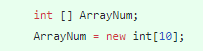 int [] ArrayNum;
ArrayNum = new int[10];